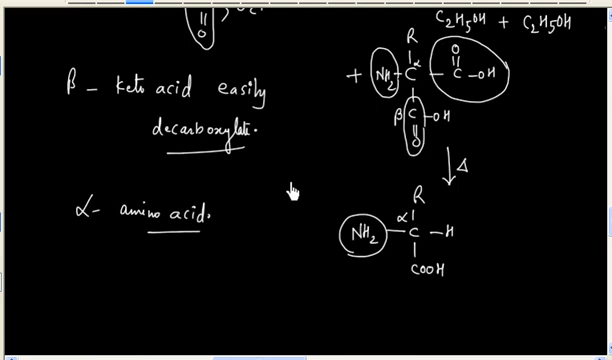 C₂H₅OH + C₂H₅OH
β – Keto acid easily
decarboxylate.
R
O
||
+ NH₂ – C α – C – OH
β C – OH
||
O
Δ
α – amino acid.
R
α
NH₂ – C – H
COOH